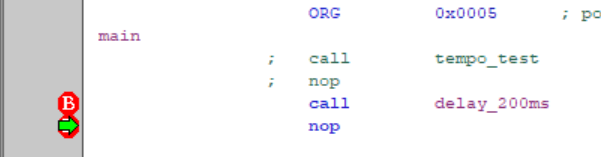 ORG 0x0005 ; po
main
; call tempo_test
; nop
B call delay_200ms
nop